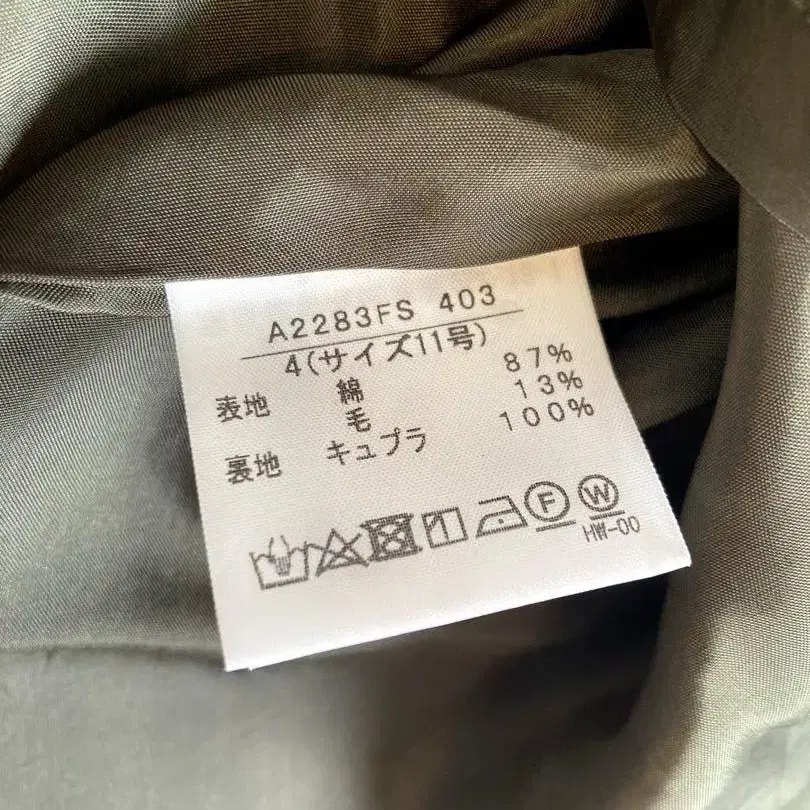 A2283FS 403
4(サイズ11号)
表地 綿 87%
毛 13%
裏地 キュプラ 100%
F W
HW-00